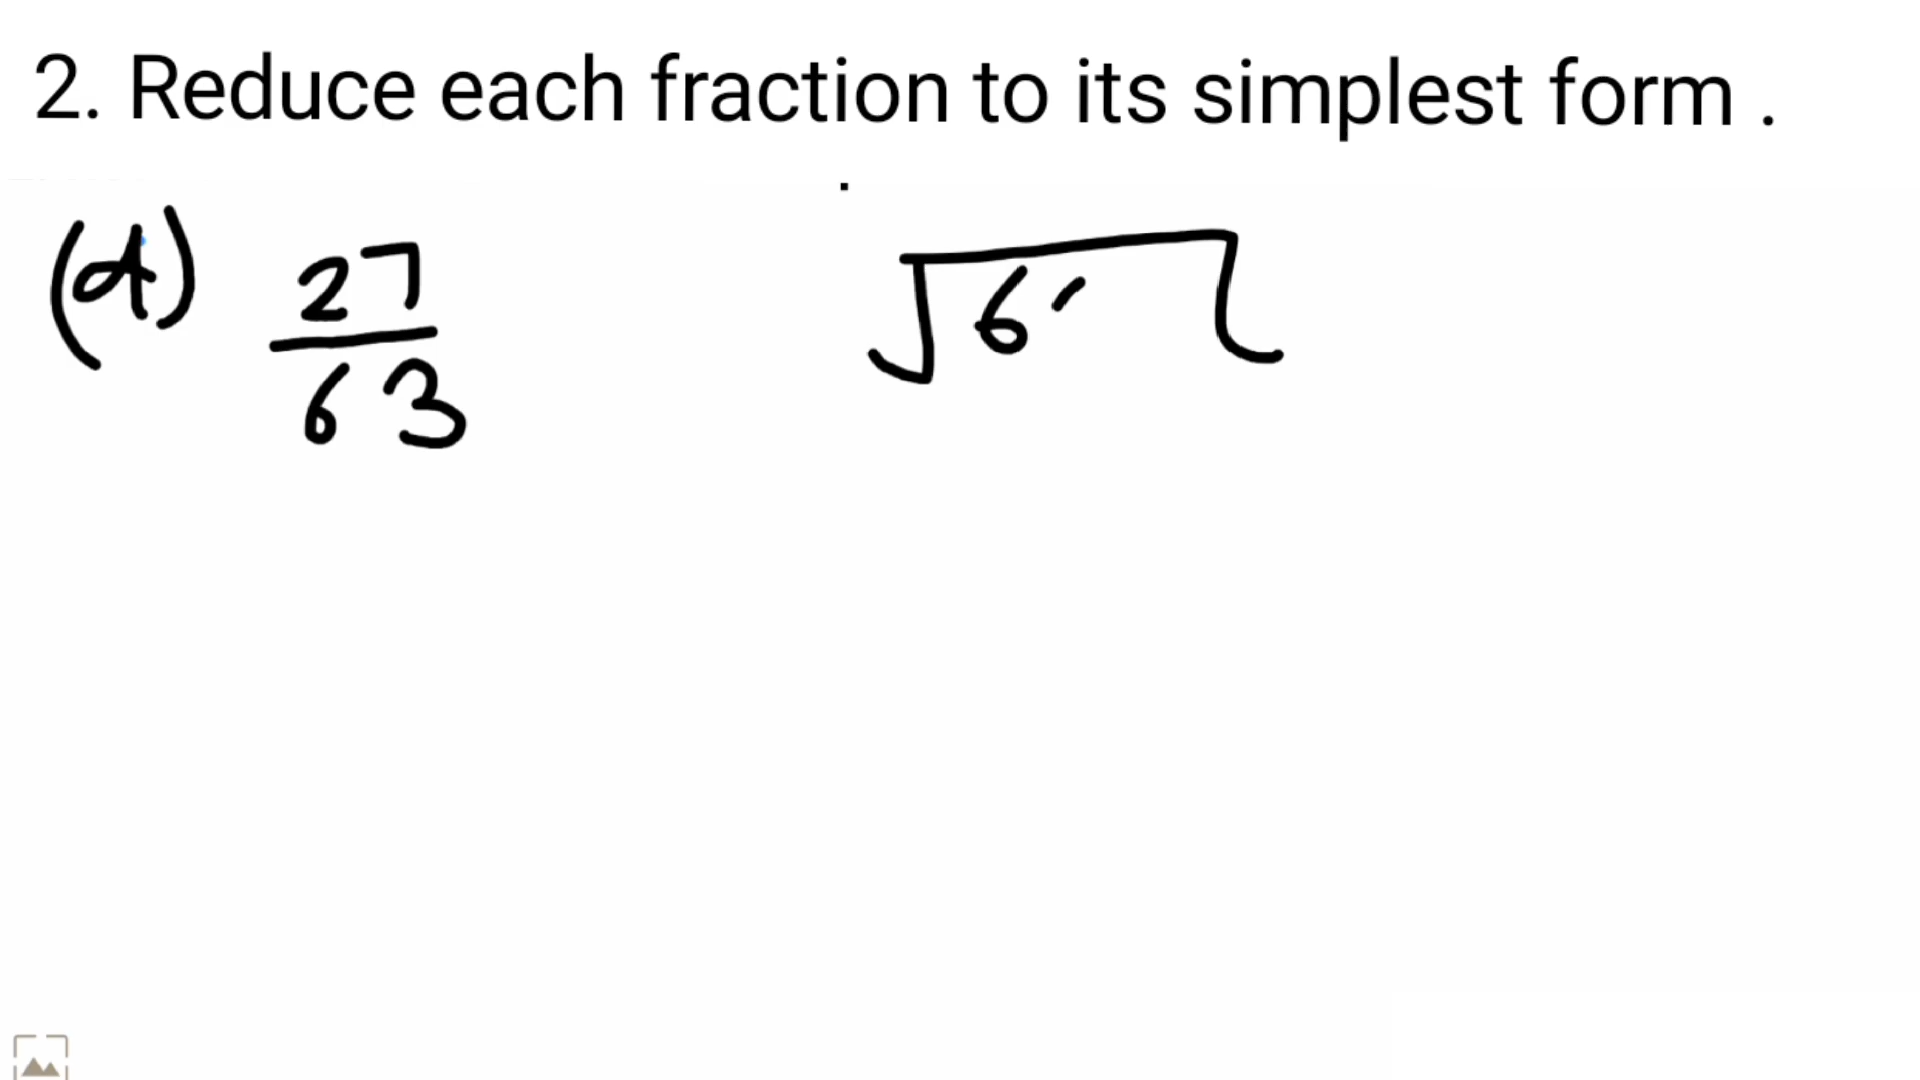 2. Reduce each fraction to its simplest form .
(d) 27
63
6